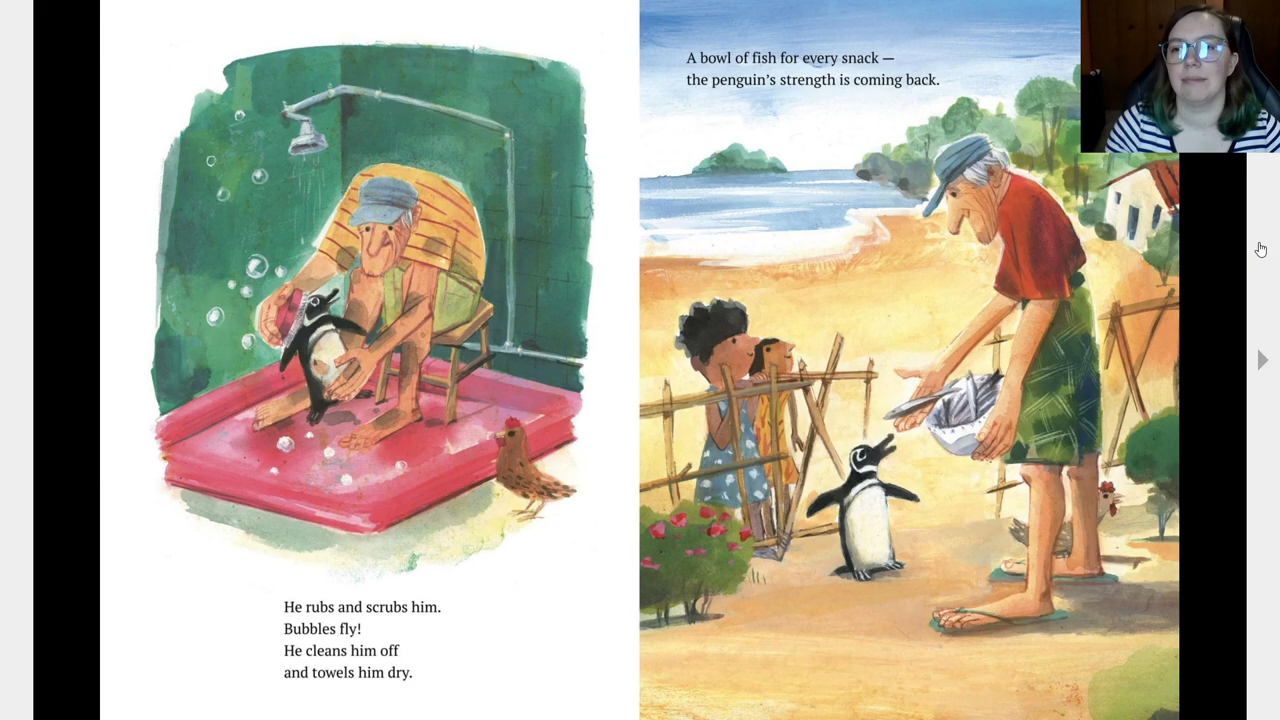 He rubs and scrubs him.
Bubbles fly!
He cleans him off
and towels him dry.
A bowl of fish for every snack —
the penguin’s strength is coming back.